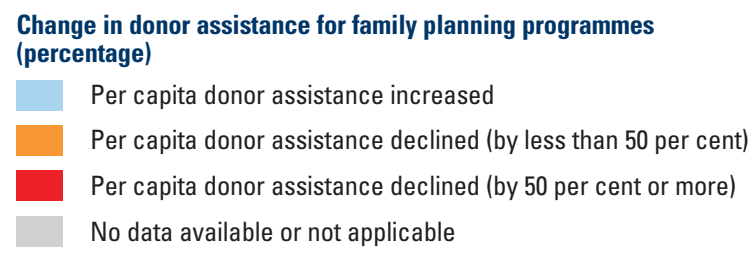 Change in donor assistance for family planning programmes
(percentage)
Per capita donor assistance increased
Per capita donor assistance declined (by less than 50 per cent)
Per capita donor assistance declined (by 50 per cent or more)
No data available or not applicable